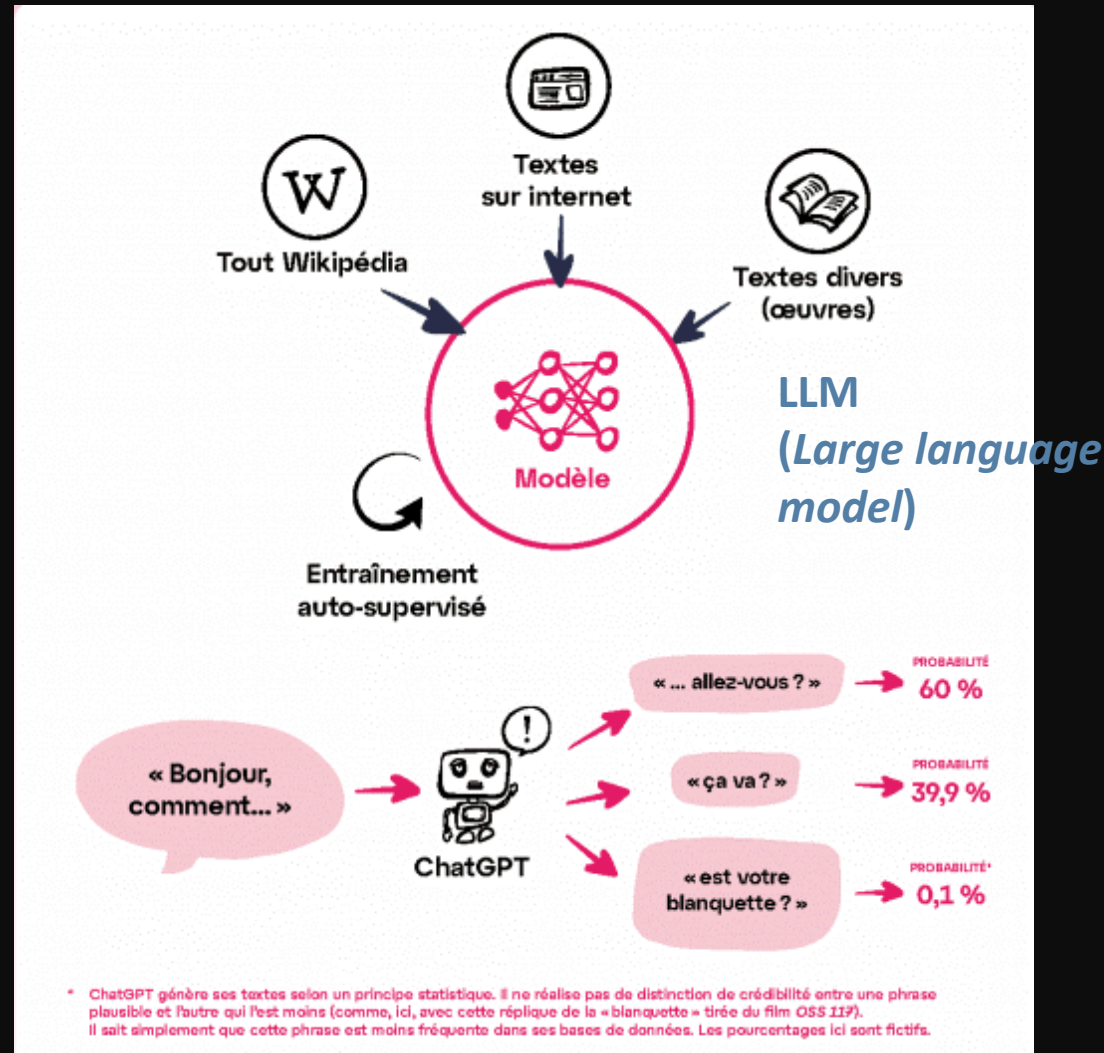 Textes
sur internet
W
Tout Wikipédia
Textes divers
(œuvres)
LLM
(Large language
model)
Modèle
Entraînement
auto-supervisé
« Bonjour,
comment... »
!
ChatGPT
« ... allez-vous ? »
PROBABILITÉ
60 %
« ça va ? »
PROBABILITÉ
39,9 %
« est votre
blanquette ? »
PROBABILITÉ*
0,1 %
* ChatGPT génère ses textes selon un principe statistique. Il ne réalise pas de distinction de crédibilité entre une phrase
plausible et l'autre qui l'est moins (comme, ici, avec cette réplique de la « blanquette » tirée du film OSS 117).
Il sait simplement que cette phrase est moins fréquente dans ses bases de données. Les pourcentages ici sont fictifs.